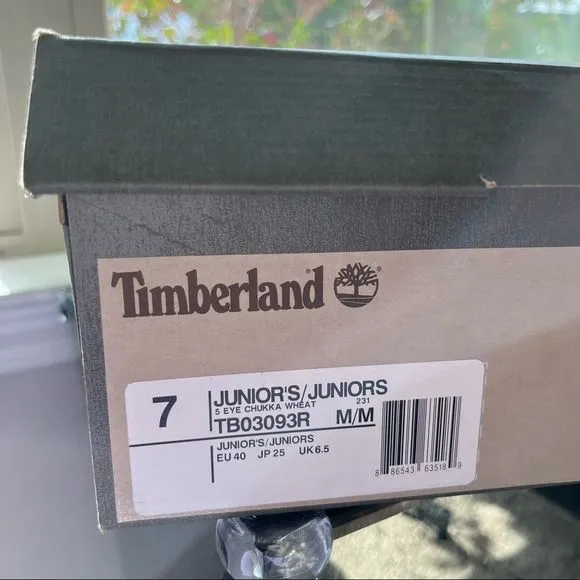 Timberland®
7
JUNIOR'S/JUNIORS
5 EYE CHUKKA WHEAT 231
TB03093R M/M
JUNIOR'S/JUNIORS
EU 40 JP 25 UK 6.5
8 86543 63518 9